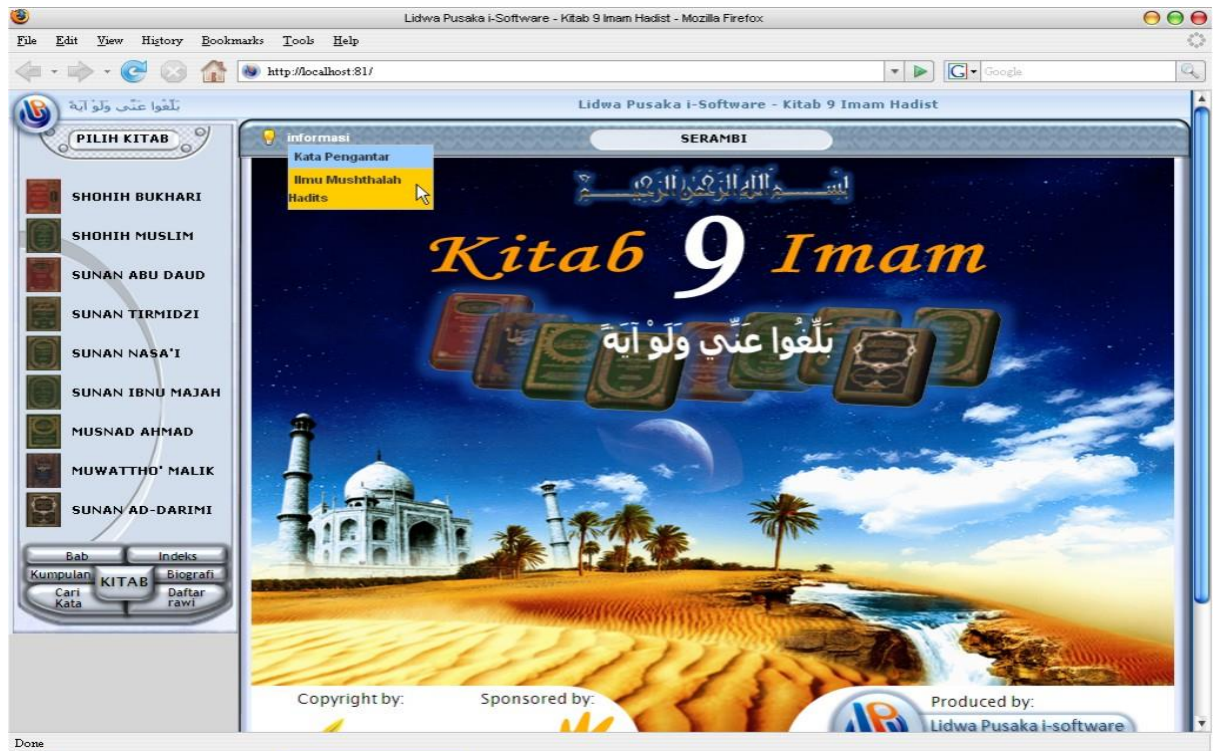 Lidwa Pusaka i-Software - Kitab 9 Imam Hadist - Mozilla Firefox
File Edit View History Bookmarks Tools Help
http://localhost:81/
G Google
بَلِّغُوا عَنِّى وَلَوْ آيَةً
Lidwa Pusaka i-Software - Kitab 9 Imam Hadist
PILIH KITAB
informasi
SERAMBI
Kata Pengantar
Ilmu Mushthalah
Hadits
بسم الله الرحمن الرحيم
Kitab 9 Imam
بَلِّغُوا عَنِّي وَلَوْ آيَةً
SHOHIH BUKHARI
SHOHIH MUSLIM
SUNAN ABU DAUD
SUNAN TIRMIDZI
SUNAN NASA'I
SUNAN IBNU MAJAH
MUSNAD AHMAD
MUWATTHO' MALIK
SUNAN AD-DARIMI
Bab Indeks
Kumpulan KITAB Biografi
Cari Kata
Daftar rawi
Copyright by: Sponsored by: Produced by:
Lidwa Pusaka i-software
Done